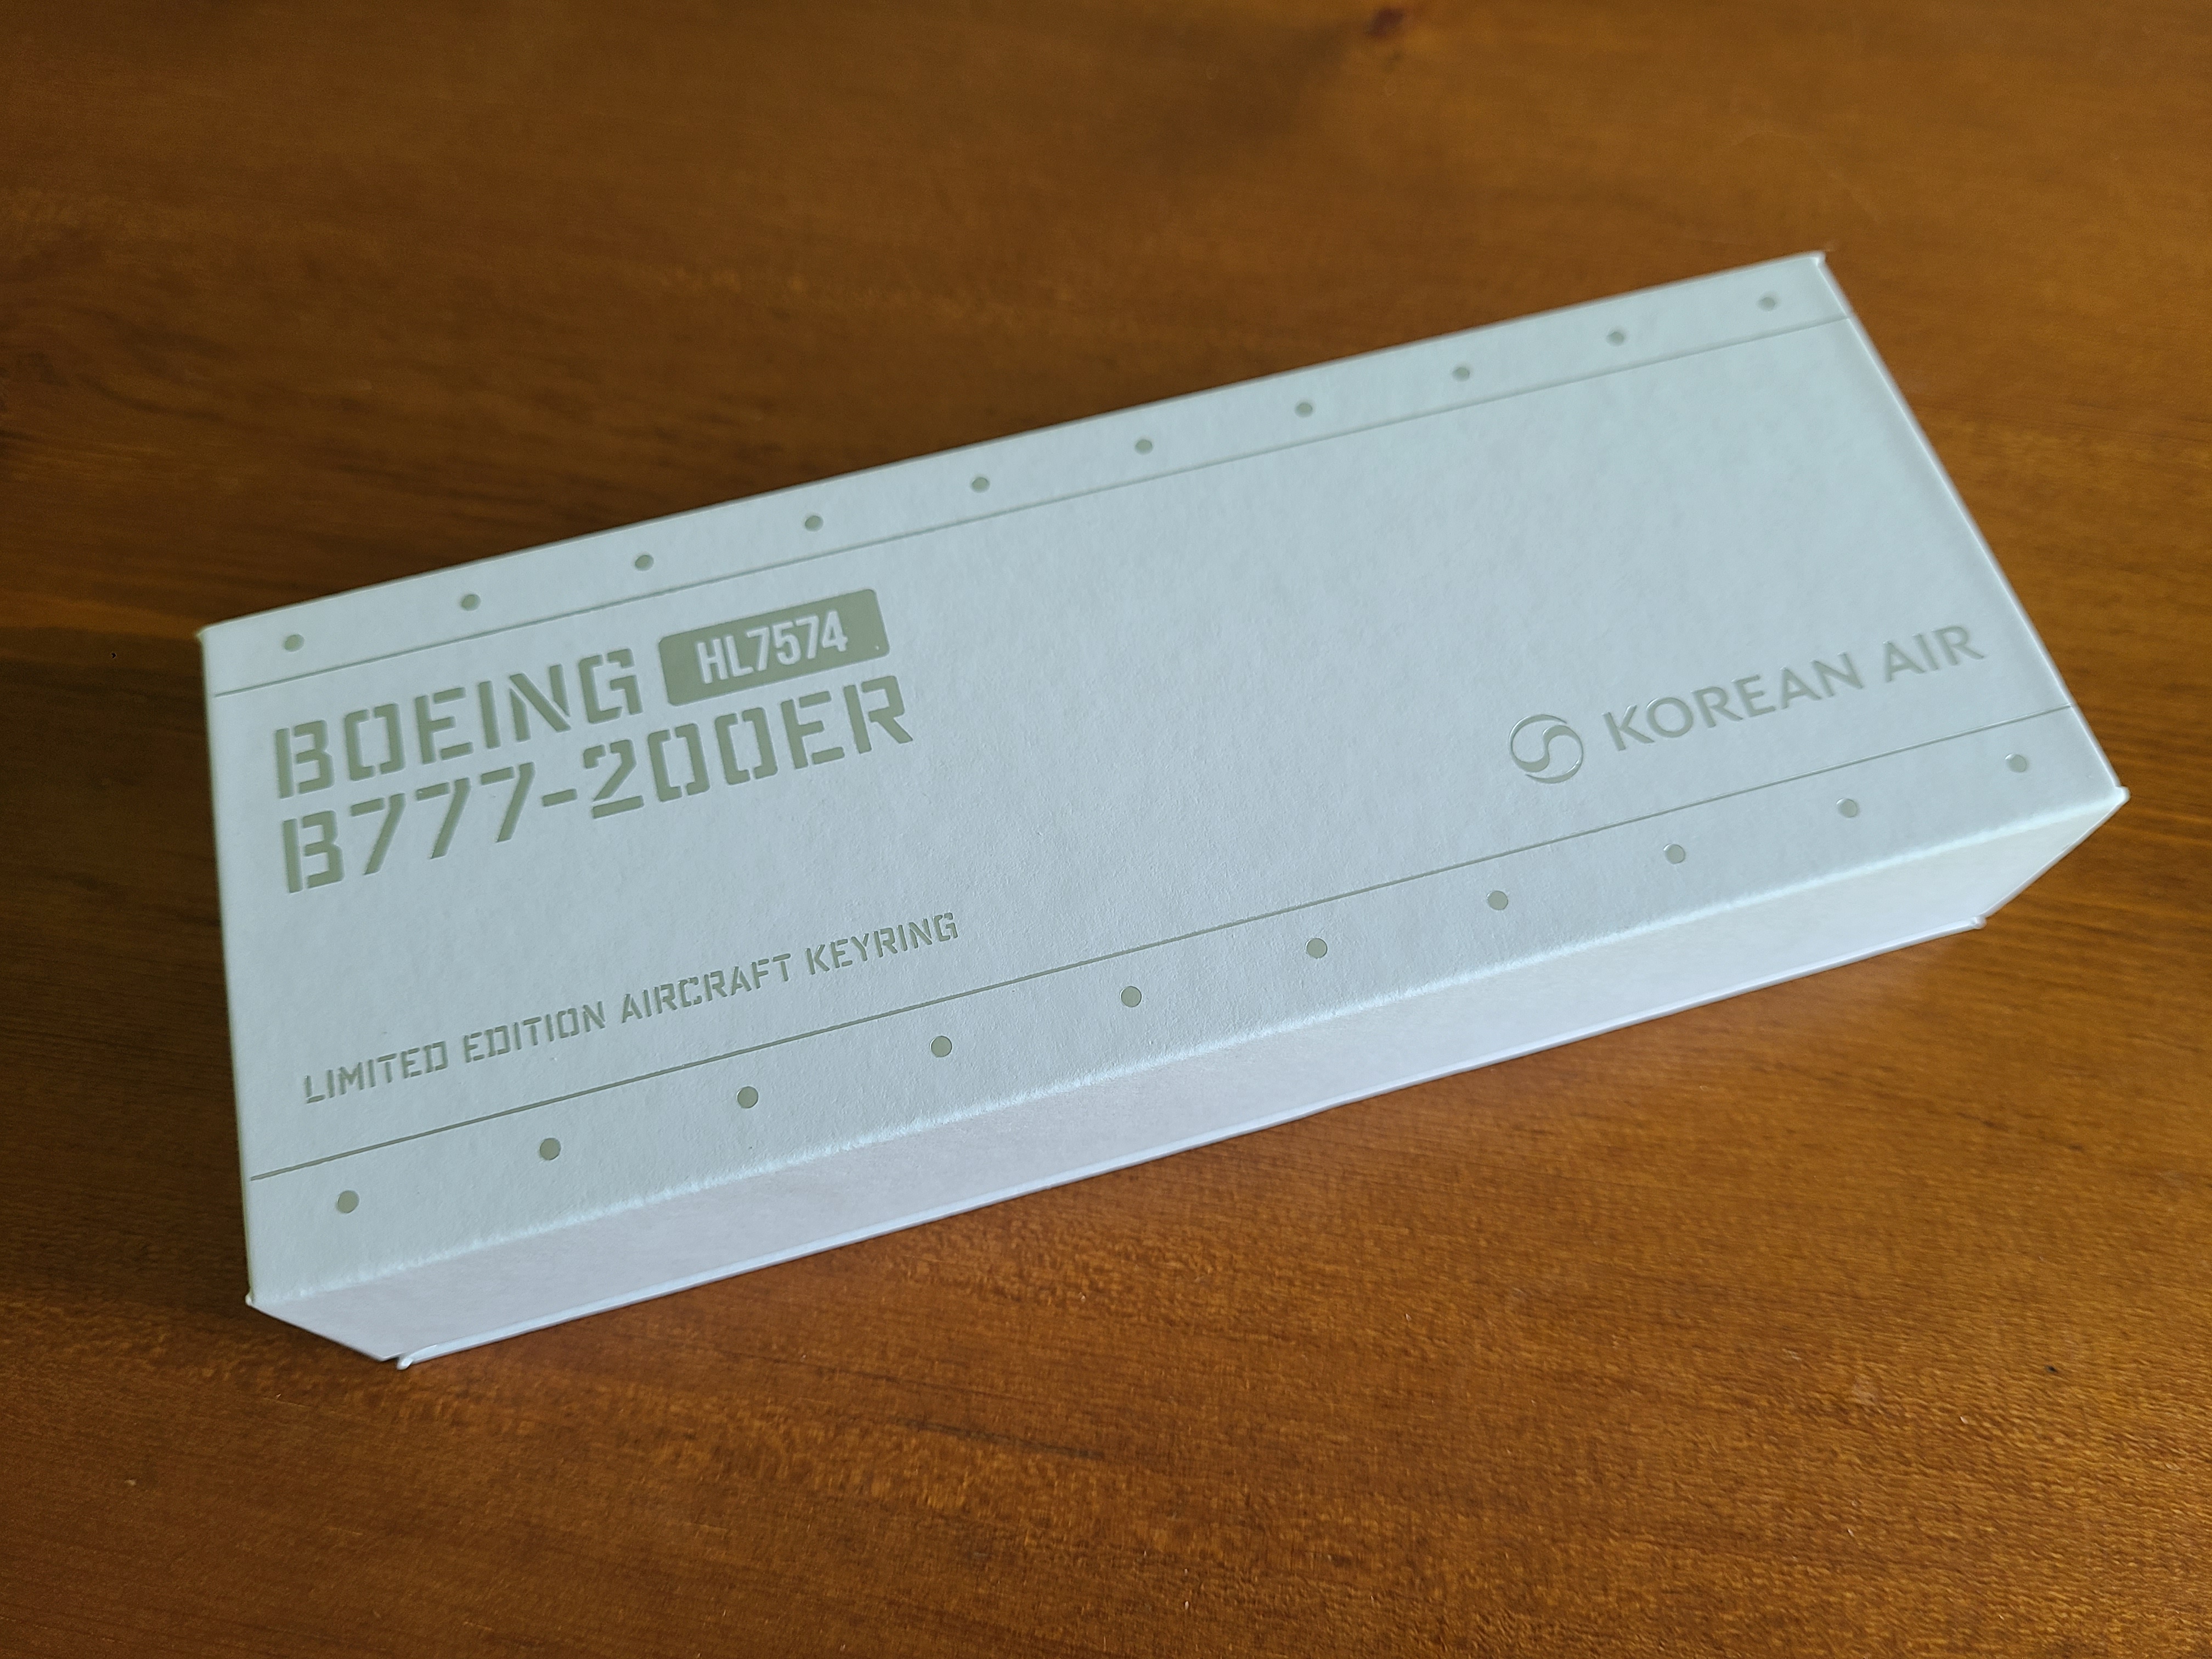 BOEING HL7574
B777-200ER
KOREAN AIR
LIMITED EDITION AIRCRAFT KEYRING